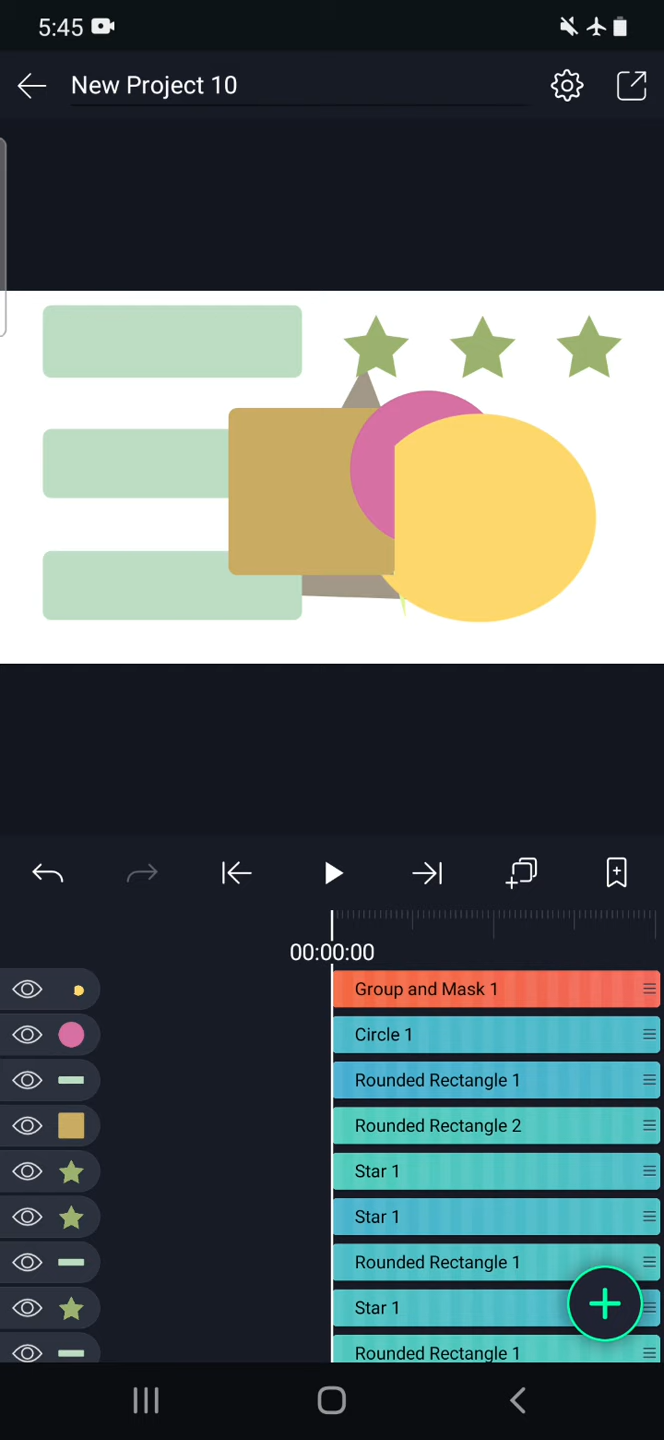 5:45
New Project 10
00:00:00
Group and Mask 1
Circle 1
Rounded Rectangle 1
Rounded Rectangle 2
Star 1
Star 1
Rounded Rectangle 1
Star 1
Rounded Rectangle 1